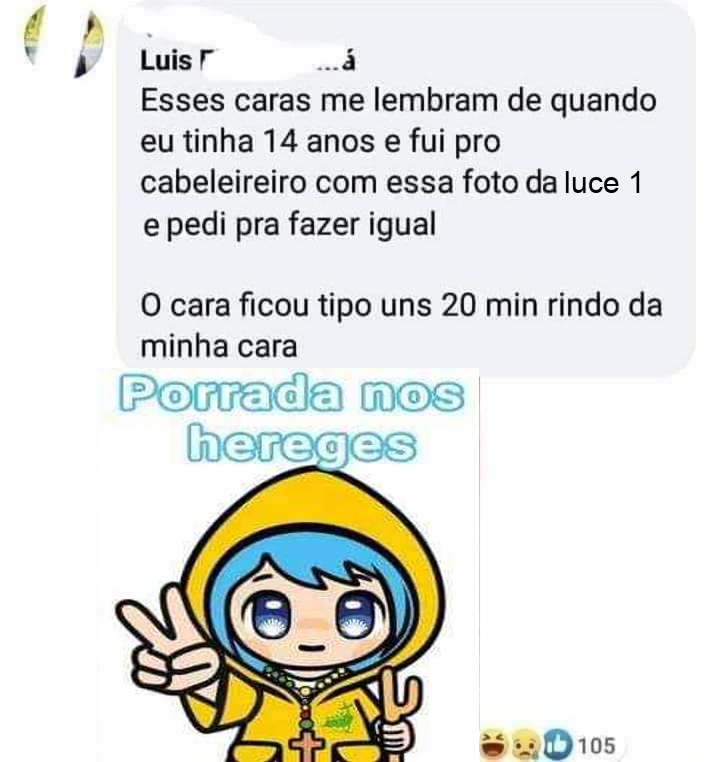 Luis
Esses caras me lembram de quando
eu tinha 14 anos e fui pro
cabeleireiro com essa foto da luce 1
e pedi pra fazer igual
O cara ficou tipo uns 20 min rindo da
minha cara
Porrada nos
hereges
105